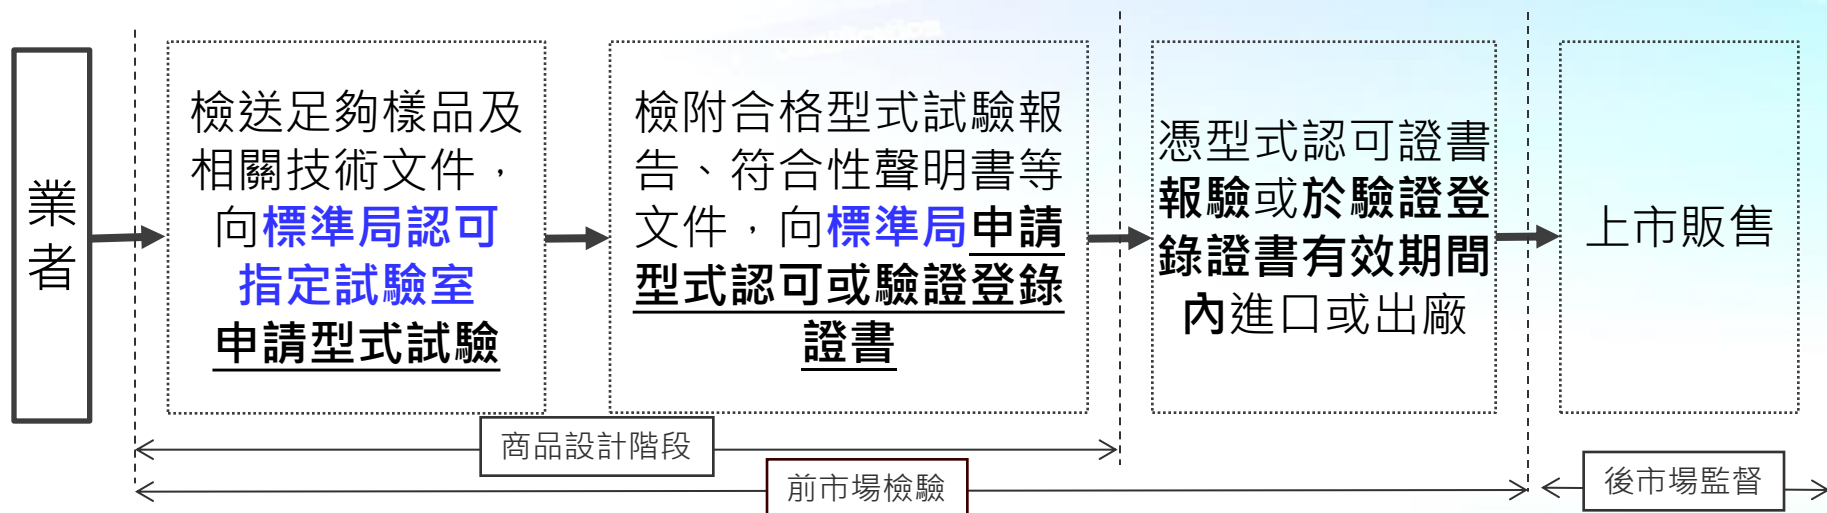 業
者
檢送足夠樣品及
相關技術文件，
向標準局認可
指定試驗室
申請型式試驗
檢附合格型式試驗報
告、符合性聲明書等
文件，向標準局申請
型式認可或驗證登錄
證書
憑型式認可證書
報驗或於驗證登
錄證書有效期間
內進口或出廠
上市販售
商品設計階段
前市場檢驗
後市場監督